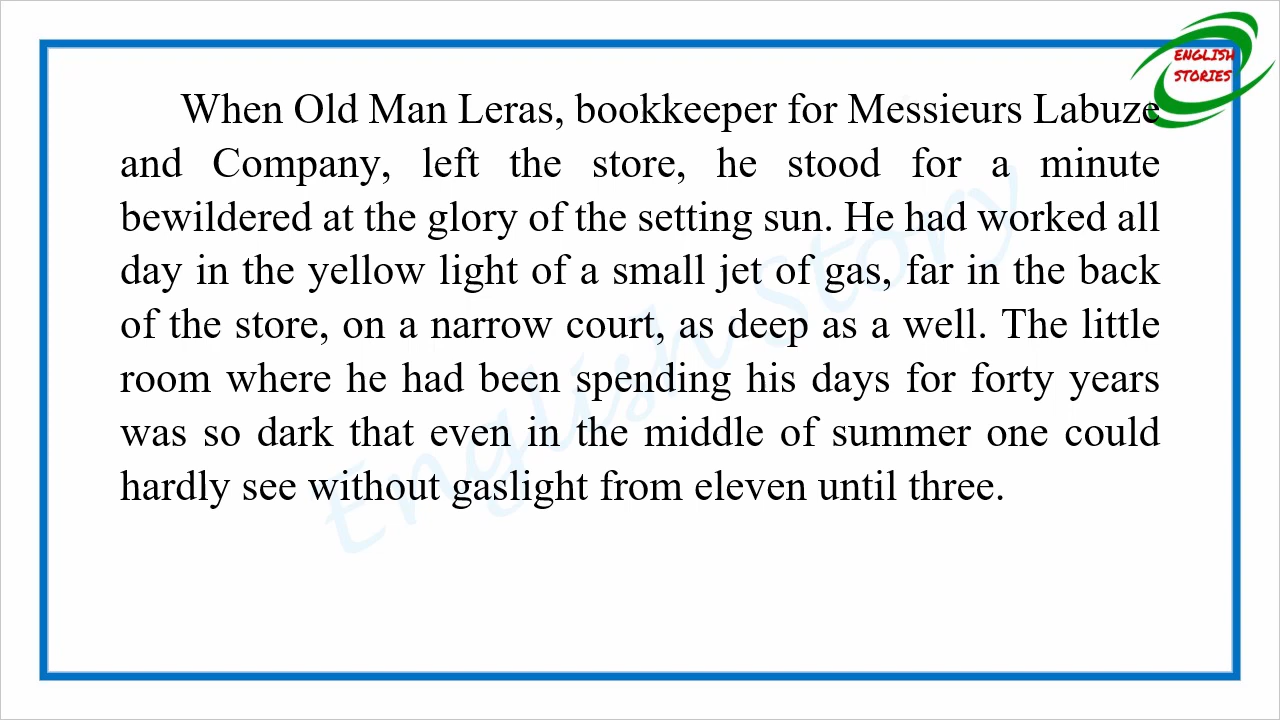 ENGLISH
STORIES
When Old Man Leras, bookkeeper for Messieurs Labuze
and Company, left the store, he stood for a minute
bewildered at the glory of the setting sun. He had worked all
day in the yellow light of a small jet of gas, far in the back
of the store, on a narrow court, as deep as a well. The little
room where he had been spending his days for forty years
was so dark that even in the middle of summer one could
hardly see without gaslight from eleven until three.
English Story